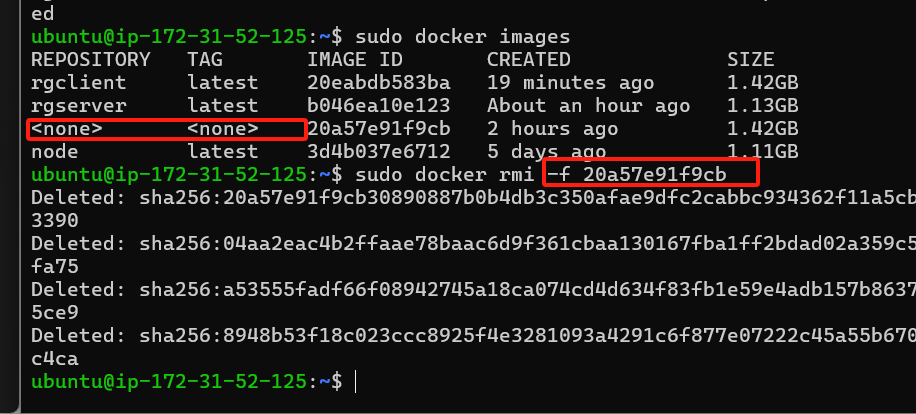 ed
ubuntu@ip-172-31-52-125:~$ sudo docker images
REPOSITORY   TAG       IMAGE ID       CREATED             SIZE
rgclient     latest    20eabdb583ba   19 minutes ago      1.42GB
rgserver     latest    b046ea10e123   About an hour ago   1.13GB
<none>       <none>    20a57e91f9cb   2 hours ago         1.42GB
node         latest    3d4b037e6712   5 days ago          1.11GB
ubuntu@ip-172-31-52-125:~$ sudo docker rmi -f 20a57e91f9cb
Deleted: sha256:20a57e91f9cb30890887b0b4db3c350afae9dfc2cabbc934362f11a5cb
3390
Deleted: sha256:04aa2eac4b2ffaae78baac6d9f361cbaa130167fba1ff2bdad02a359c5
fa75
Deleted: sha256:a53555fadf66f08942745a18ca074cd4d634f83fb1e59e4adb157b8637
5ce9
Deleted: sha256:8948b53f18c023ccc8925f4e3281093a4291c6f877e07222c45a55b670
c4ca
ubuntu@ip-172-31-52-125:~$